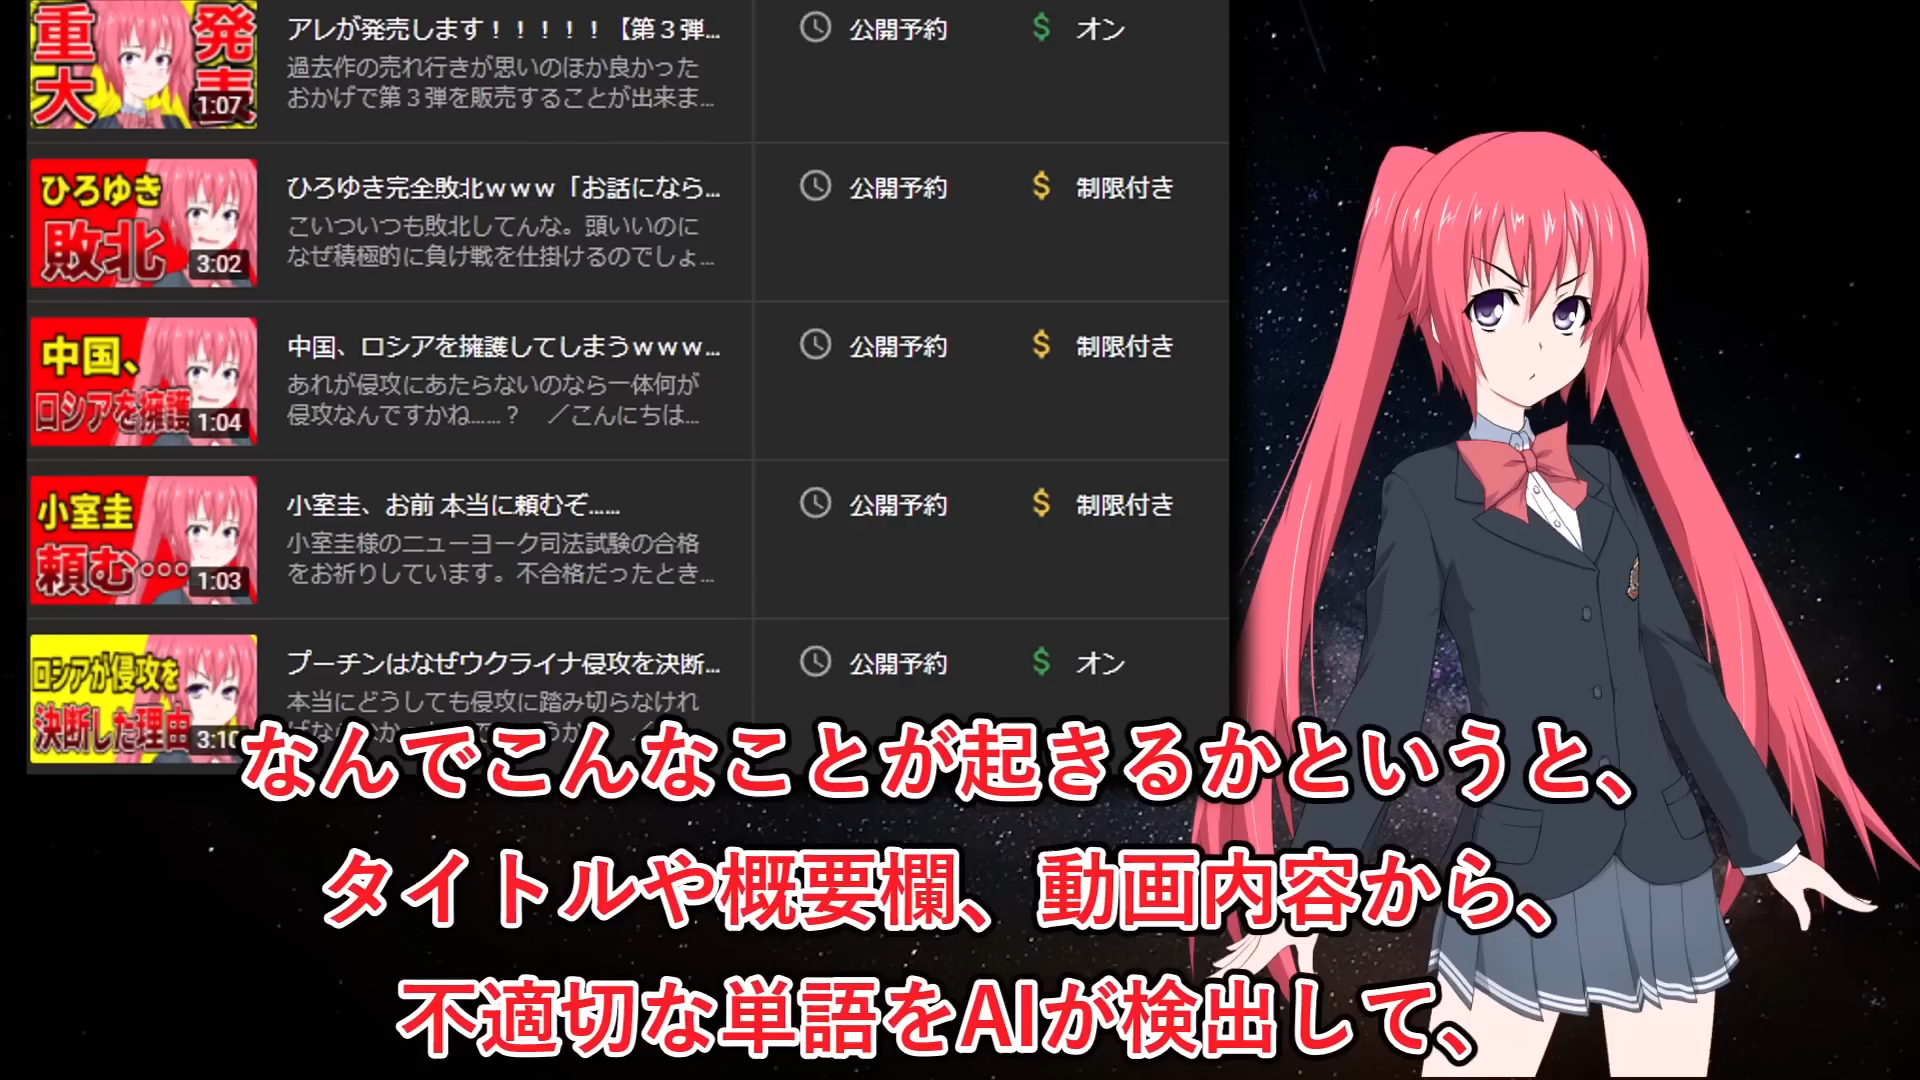 重大
発表
1:07
アレが発売します！！！！！【第３弾...
過去作の売れ行きが思いのほか良かった
おかげで第３弾を販売することが出来ま...
公開予約
$ オン
ひろゆき
敗北
3:02
ひろゆき完全敗北ｗｗｗ「お話になら...
こいついつも敗北してんな。頭いいのに
なぜ積極的に負け戦を仕掛けるのでしょ...
公開予約
$ 制限付き
中国、
ロシアを擁護
1:04
中国、ロシアを擁護してしまうｗｗｗ...
あれが侵攻にあたらないのなら一体何が
侵攻なんですかね……？　／こんにちは...
公開予約
$ 制限付き
小室圭
頼む…
1:03
小室圭、お前 本当に頼むぞ……
小室圭様のニューヨーク司法試験の合格
をお祈りしています。不合格だったとき...
公開予約
$ 制限付き
ロシアが侵攻を
決断した理由
3:10
プーチンはなぜウクライナ侵攻を決断...
本当にどうしても侵攻に踏み切らなけれ
公開予約
$ オン
なんでこんなことが起きるかというと、
タイトルや概要欄、動画内容から、
不適切な単語をAIが検出して、